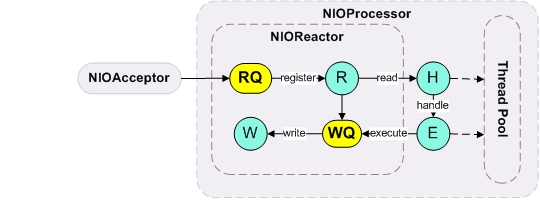 NIOProcessor
NIOReactor
NIOAcceptor
RQ
register
R
read
H
handle
W
write
WQ
execute
E
Thread Pool